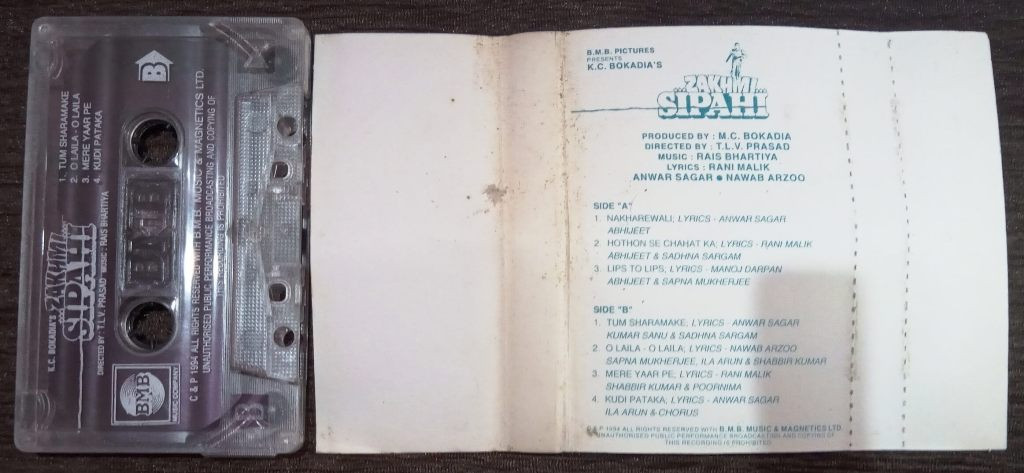 B
1. TUM SHARAMAKE
2. O LAILA - O LAILA
3. MERE YAAR PE
4. KUDI PATAKA
K.C. BOKADIA'S
ZAKHMI...
SIPAHI
DIRECTED BY : T.L.V. PRASAD MUSIC : RAIS BHARTIYA
BMB
BMB
MUSIC COMPANY
C & P 1994 ALL RIGHTS RESERVED WITH B.M.B. MUSIC & MAGNETICS LTD.
UNAUTHORISED PUBLIC PERFORMANCE BROADCASTING AND COPYING OF
THIS RECORDING IS PROHIBITED
B.M.B. PICTURES
PRESENTS
K.C. BOKADIA'S
...ZAKHMI...
SIPAHI
PRODUCED BY : M.C. BOKADIA
DIRECTED BY : T.L.V. PRASAD
MUSIC : RAIS BHARTIYA
LYRICS : RANI MALIK
ANWAR SAGAR ● NAWAB ARZOO
SIDE "A"
1. NAKHAREWALI; LYRICS - ANWAR SAGAR
ABHIJEET
2. HOTHON SE CHAHAT KA; LYRICS - RANI MALIK
ABHIJEET & SADHNA SARGAM
3. LIPS TO LIPS; LYRICS - MANOJ DARPAN
ABHIJEET & SAPNA MUKHERJEE
SIDE "B"
1. TUM SHARAMAKE; LYRICS - ANWAR SAGAR
KUMAR SANU & SADHNA SARGAM
2. O LAILA - O LAILA; LYRICS - NAWAB ARZOO
SAPNA MUKHERJEE, ILA ARUN & SHABBIR KUMAR
3. MERE YAAR PE; LYRICS - RANI MALIK
SHABBIR KUMAR & POORNIMA
4. KUDI PATAKA; LYRICS - ANWAR SAGAR
ILA ARUN & CHORUS
C & P 1994 ALL RIGHTS RESERVED WITH B.M.B. MUSIC & MAGNETICS LTD.
UNAUTHORISED PUBLIC PERFORMANCE BROADCASTING AND COPYING OF
THIS RECORDING IS PROHIBITED